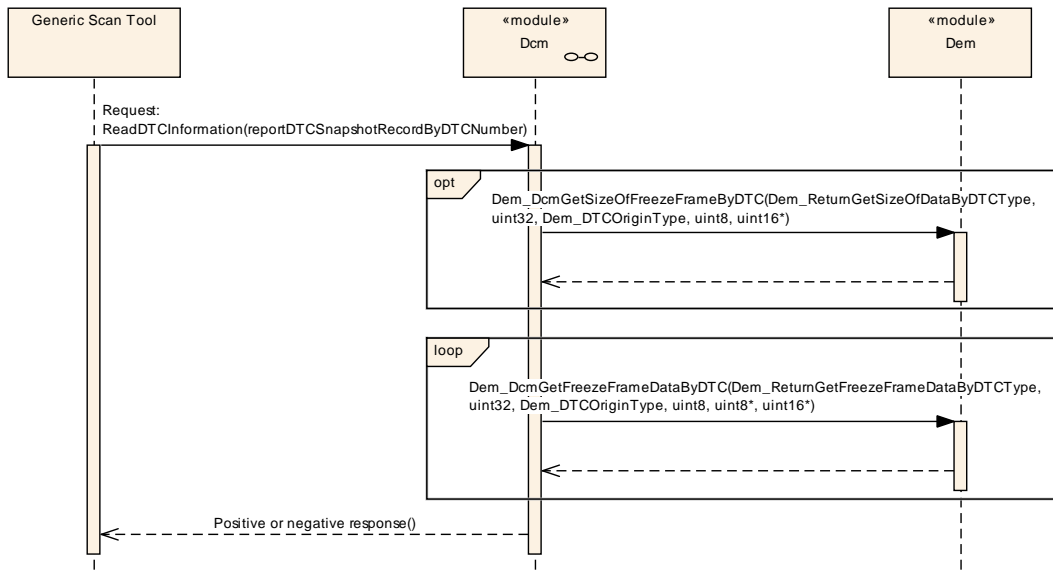 Generic Scan Tool
«module»
Dcm
«module»
Dem
Request:
ReadDTCInformation(reportDTCSnapshotRecordByDTCNumber)
opt
Dem_DcmGetSizeOfFreezeFrameByDTC(Dem_ReturnGetSizeOfDataByDTCType,
uint32, Dem_DTCOriginType, uint8, uint16*)
loop
Dem_DcmGetFreezeFrameDataByDTC(Dem_ReturnGetFreezeFrameDataByDTCType,
uint32, Dem_DTCOriginType, uint8, uint8*, uint16*)
Positive or negative response()